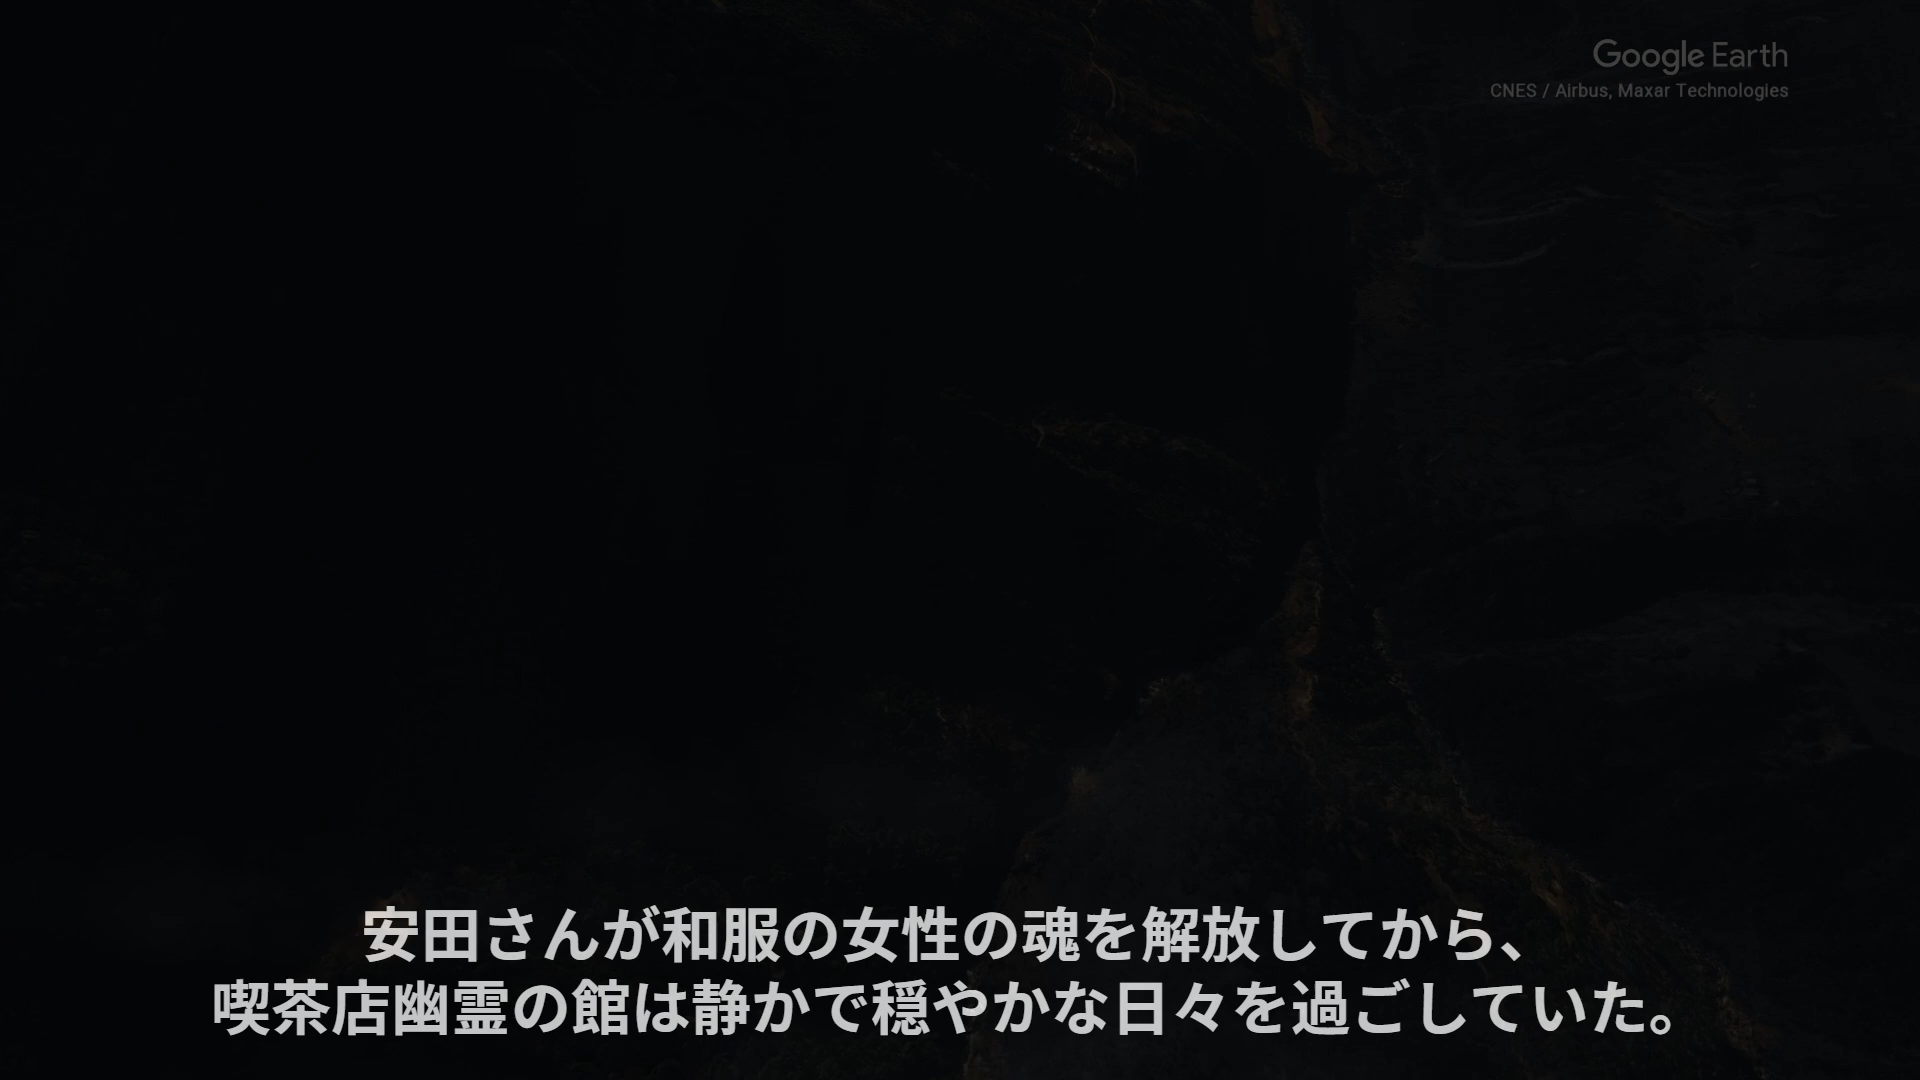 Google Earth
CNES / Airbus, Maxar Technologies
安田さんが和服の女性の魂を解放してから、
喫茶店幽霊の館は静かで穏やかな日々を過ごしていた。